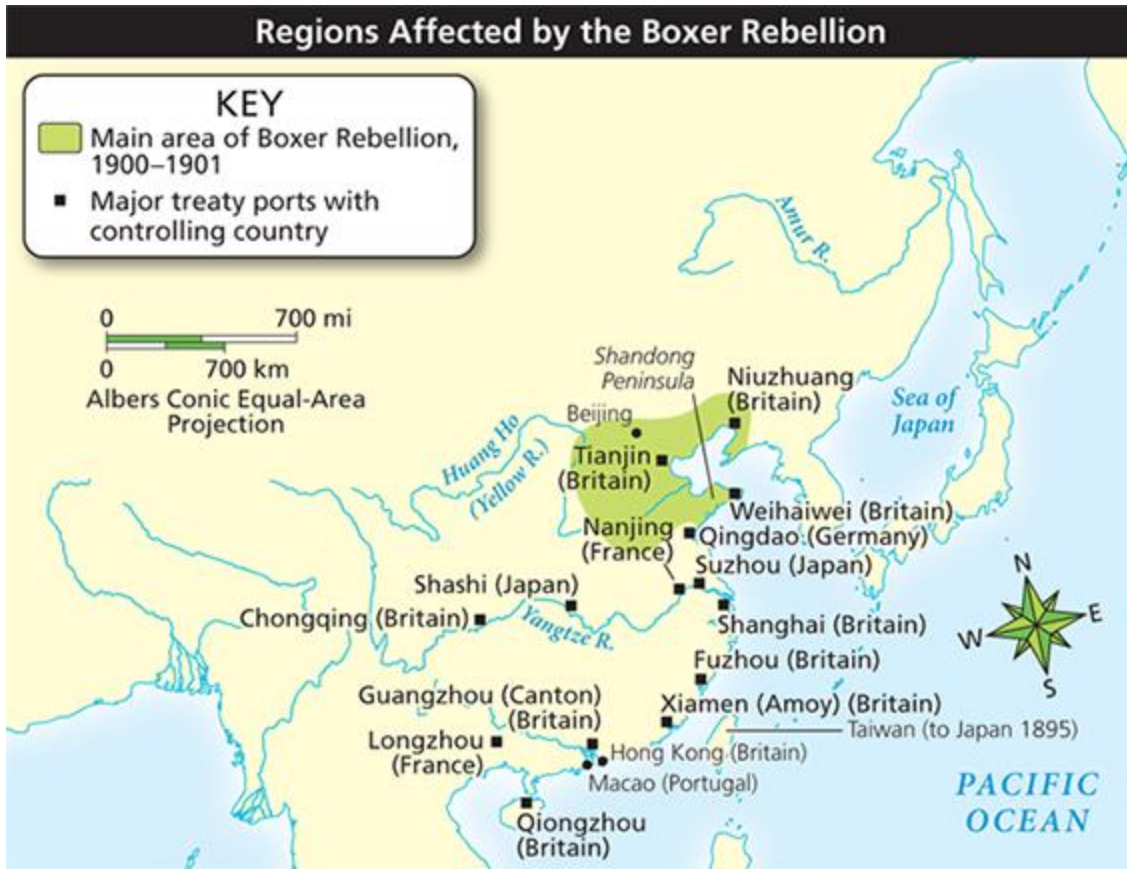 Regions Affected by the Boxer Rebellion
KEY
Main area of Boxer Rebellion,
1900–1901
Major treaty ports with
controlling country
0 700 mi
0 700 km
Albers Conic Equal-Area
Projection
Amur R.
Shandong
Peninsula
Niuzhuang
(Britain)
Sea of
Japan
Beijing
Huang Ho
(Yellow R.)
Tianjin
(Britain)
Weihaiwei (Britain)
Nanjing
(France)
Qingdao (Germany)
Suzhou (Japan)
Shashi (Japan)
Chongqing (Britain)
Yangtze R.
Shanghai (Britain)
N
E
W
S
Fuzhou (Britain)
Guangzhou (Canton)
(Britain)
Xiamen (Amoy) (Britain)
Taiwan (to Japan 1895)
Longzhou
(France)
Hong Kong (Britain)
Macao (Portugal)
PACIFIC
OCEAN
Qiongzhou
(Britain)